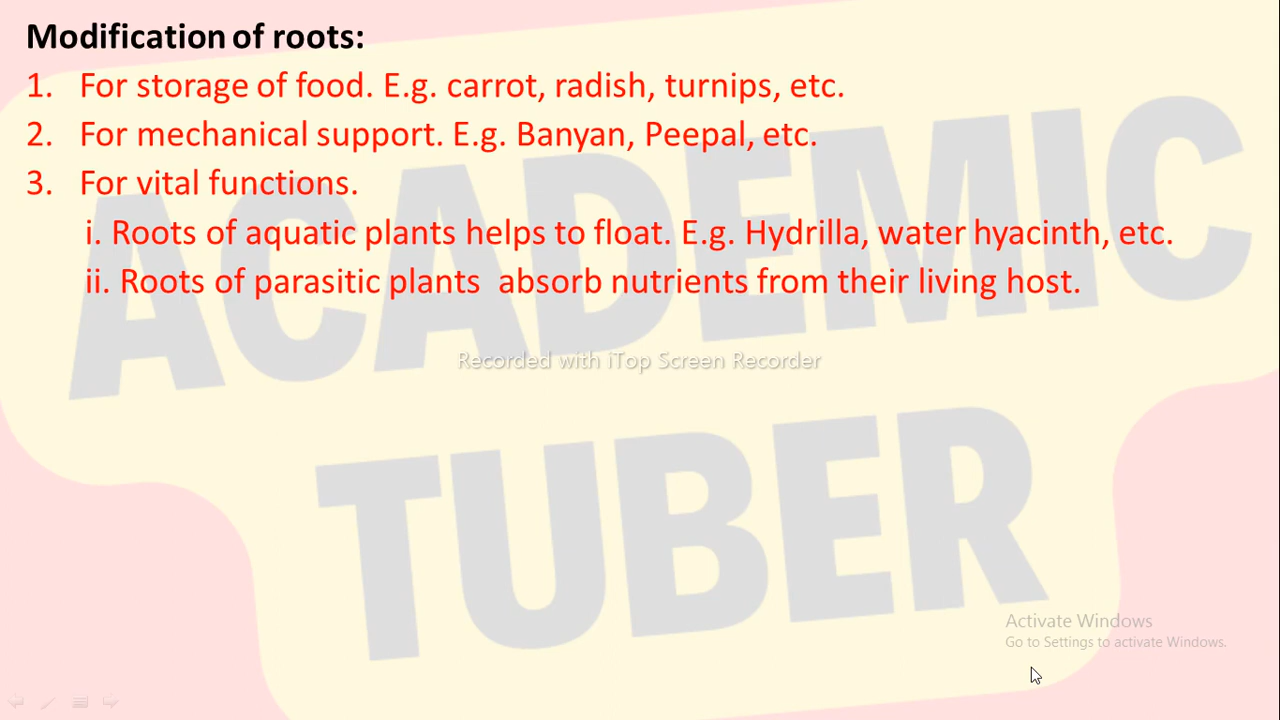 Modification of roots:
1. For storage of food. E.g. carrot, radish, turnips, etc.
2. For mechanical support. E.g. Banyan, Peepal, etc.
3. For vital functions.
i. Roots of aquatic plants helps to float. E.g. Hydrilla, water hyacinth, etc.
ii. Roots of parasitic plants  absorb nutrients from their living host.
ACADEMIC
Recorded with iTop Screen Recorder
TUBER
Activate Windows
Go to Settings to activate Windows.